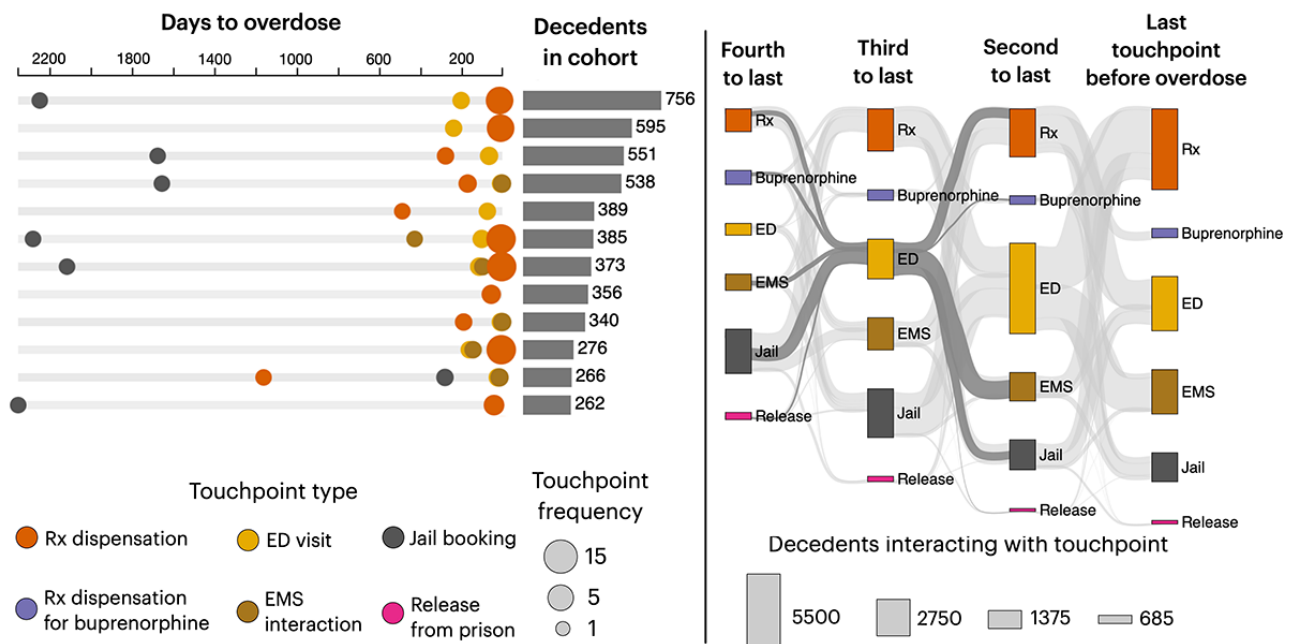 Days to overdose
Decedents
in cohort
2200 1800 1400 1000 600 200
756
595
551
538
389
385
373
356
340
276
266
262
Touchpoint type
Rx dispensation
ED visit
Jail booking
Rx dispensation
for buprenorphine
EMS
interaction
Release
from prison
Touchpoint
frequency
15
5
1
Fourth
to last
Third
to last
Second
to last
Last
touchpoint
before overdose
Rx
Buprenorphine
ED
EMS
Jail
Release
Rx
Buprenorphine
ED
EMS
Jail
Release
Rx
Buprenorphine
ED
EMS
Jail
Release
Rx
Buprenorphine
ED
EMS
Jail
Release
Decedents interacting with touchpoint
5500
2750
1375
685